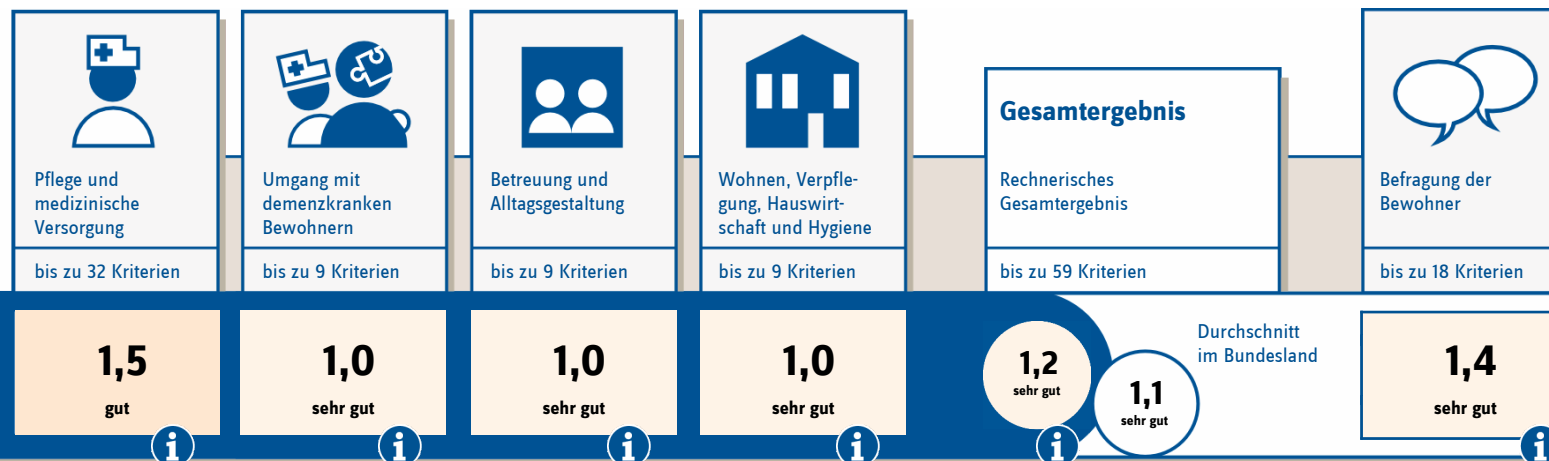 Pflege und
medizinische
Versorgung
bis zu 32 Kriterien
1,5
gut
Umgang mit
demenzkranken
Bewohnern
bis zu 9 Kriterien
1,0
sehr gut
Betreuung und
Alltagsgestaltung
bis zu 9 Kriterien
1,0
sehr gut
Wohnen, Verpfle-
gung, Hauswirt-
schaft und Hygiene
bis zu 9 Kriterien
1,0
sehr gut
Gesamtergebnis
Rechnerisches
Gesamtergebnis
bis zu 59 Kriterien
1,2
sehr gut
Durchschnitt
im Bundesland
1,1
sehr gut
Befragung der
Bewohner
bis zu 18 Kriterien
1,4
sehr gut
i
i
i
i
i
i